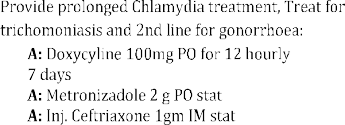 Provide prolonged Chlamydia treatment, Treat for
trichomoniasis and 2nd line for gonorrhoea:
A: Doxycyline 100mg PO for 12 hourly
7 days
A: Metronizadole 2 g PO stat
A: Inj. Ceftriaxone 1gm IM stat